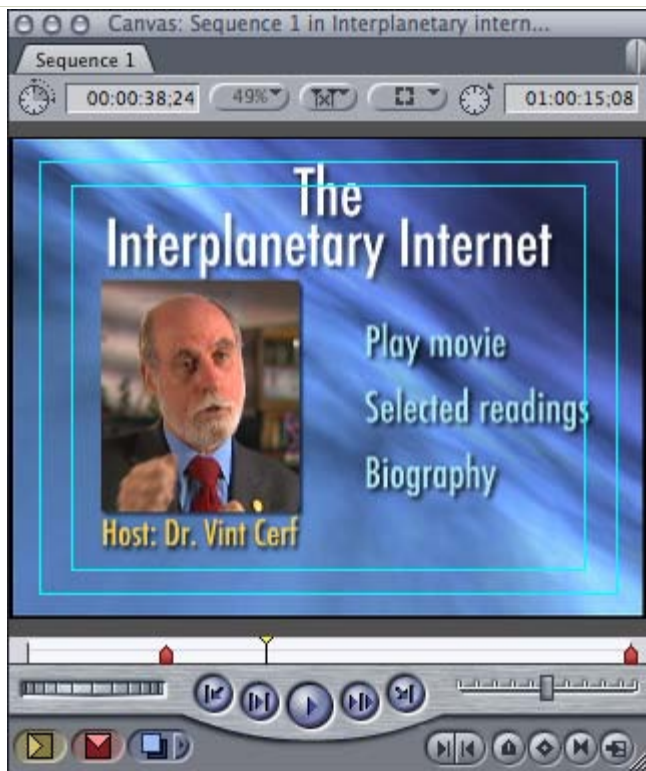 Canvas: Sequence 1 in Interplanetary intern...
Sequence 1
00:00:38;24 49% 01:00:15;08
The
Interplanetary Internet
Play movie
Selected readings
Biography
Host: Dr. Vint Cerf